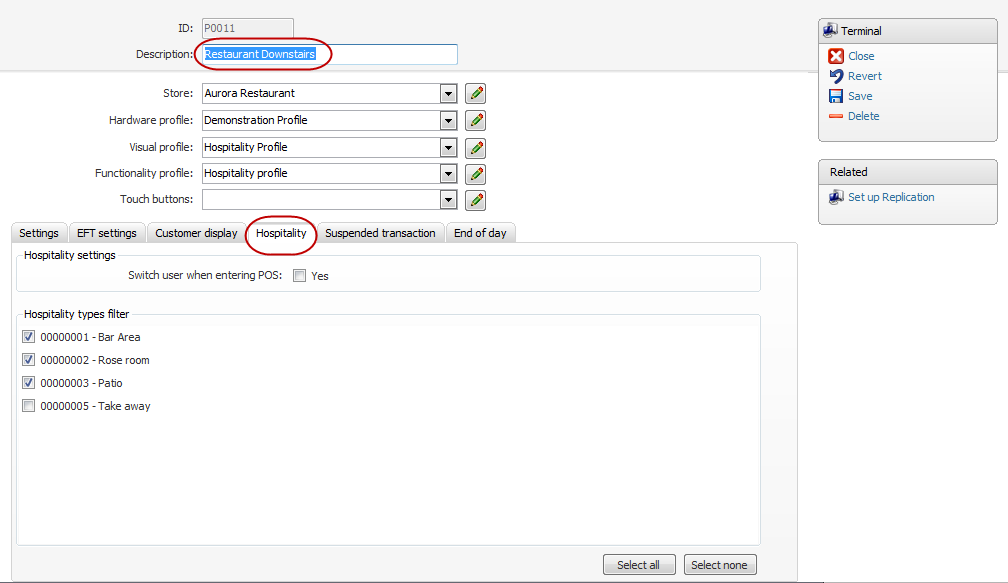 ID: P0011
Description: Restaurant Downstairs
Store: Aurora Restaurant
Hardware profile: Demonstration Profile
Visual profile: Hospitality Profile
Functionality profile: Hospitality profile
Touch buttons:
Settings EFT settings Customer display Hospitality Suspended transaction End of day
Hospitality settings
Switch user when entering POS: Yes
Hospitality types filter
00000001 - Bar Area
00000002 - Rose room
00000003 - Patio
00000005 - Take away
Select all Select none
Terminal
Close
Revert
Save
Delete
Related
Set up Replication